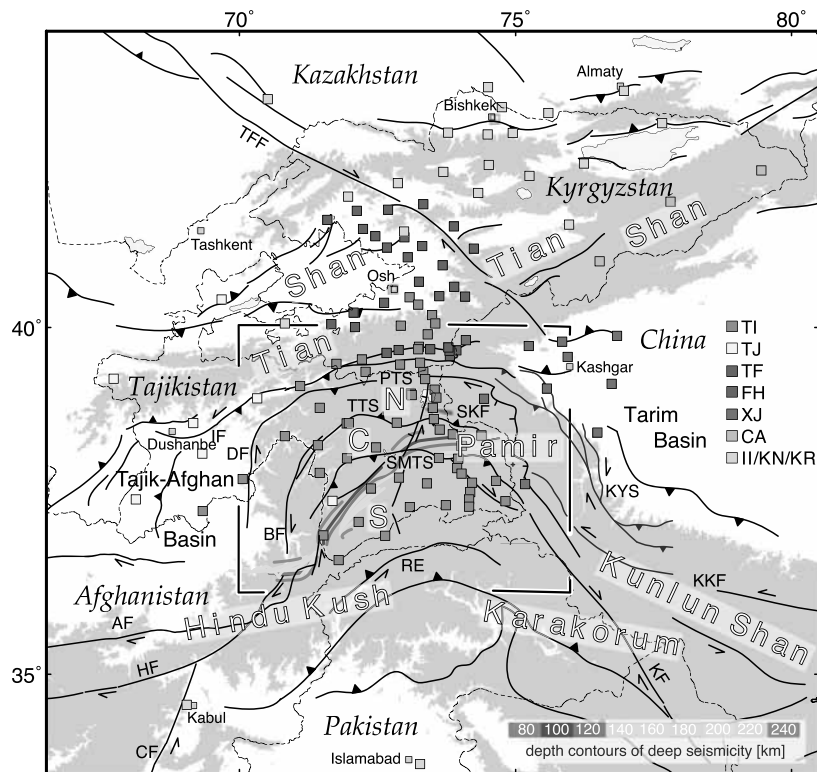 70°
75°
80°
Kazakhstan
Almaty
Bishkek
TFF
Kyrgyzstan
Tashkent
Shan
Tian
Shan
Osh
40°
Tian
China
Kashgar
TI
TJ
TF
FH
XJ
CA
II/KN/KR
Tajikistan
PTS
N
TTS
SKF
Tarim
Basin
Dushanbe
IF
DF
C
Pamir
SMTS
Tajik-Afghan
KYS
S
Basin
BF
RE
KKF
Afghanistan
AF
Hindu Kush
Karakorum
Kunlun Shan
HF
KF
35°
Kabul
CF
Pakistan
Islamabad
80 100 120 140 160 180 200 220 240
depth contours of deep seismicity [km]